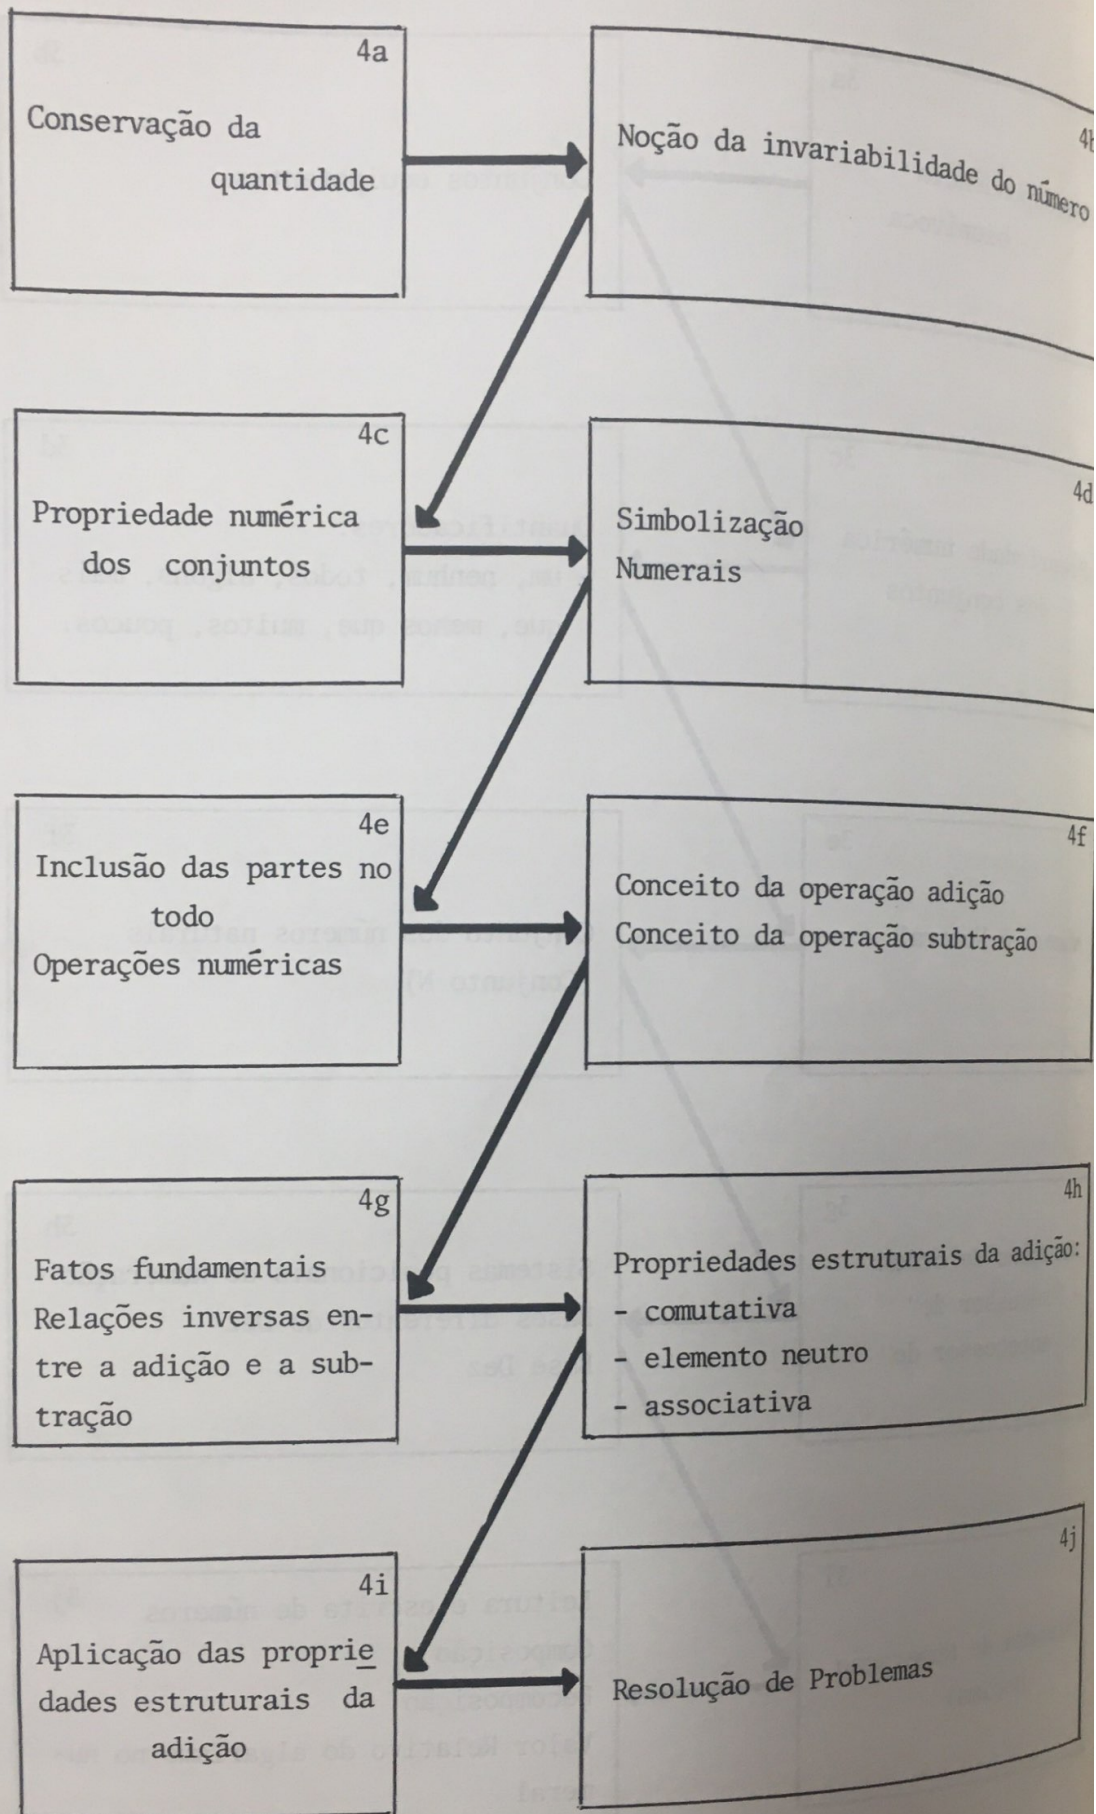 4a
Conservação da
quantidade
4b
Noção da invariabilidade do número
4c
Propriedade numérica
dos conjuntos
4d
Simbolização
Numerais
4e
Inclusão das partes no
todo
Operações numéricas
4f
Conceito da operação adição
Conceito da operação subtração
4g
Fatos fundamentais
Relações inversas en-
tre a adição e a sub-
tração
4h
Propriedades estruturais da adição:
- comutativa
- elemento neutro
- associativa
4i
Aplicação das proprie
dades estruturais da
adição
4j
Resolução de Problemas